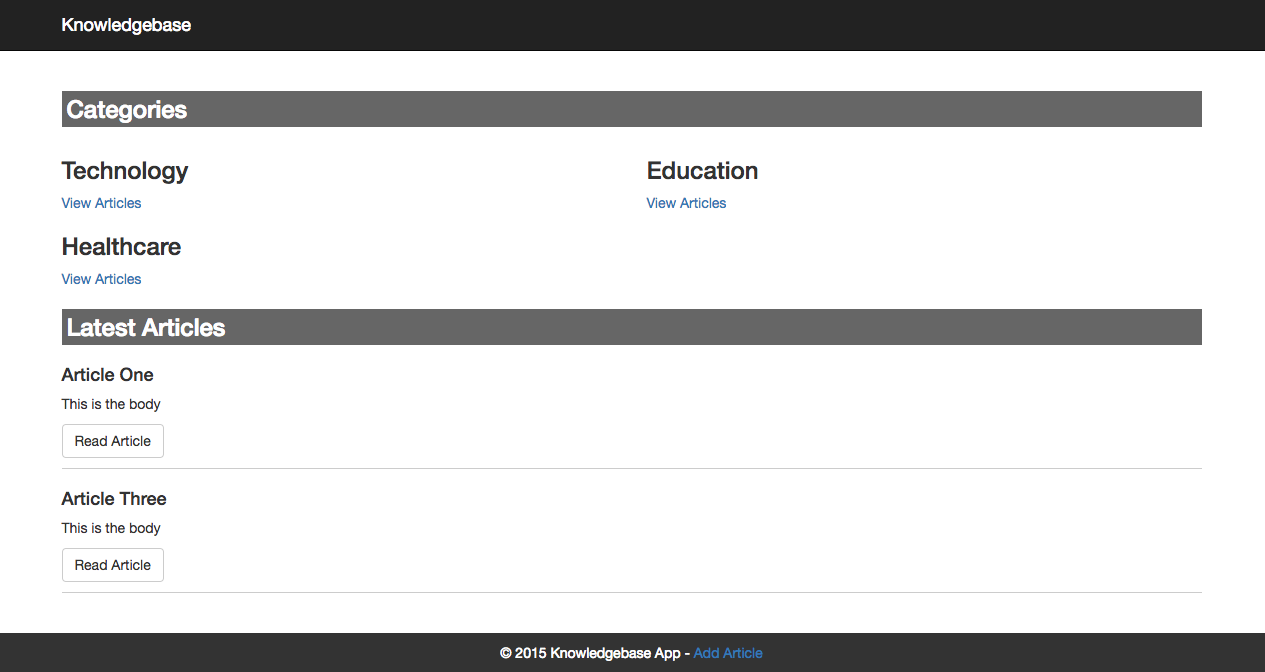 Knowledgebase
Categories
Technology
View Articles
Education
View Articles
Healthcare
View Articles
Latest Articles
Article One
This is the body
Read Article
Article Three
This is the body
Read Article
© 2015 Knowledgebase App - Add Article